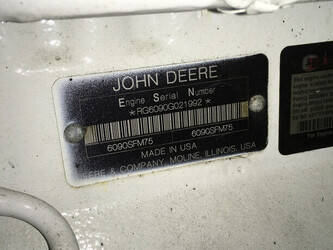 JOHN DEERE
Engine Serial Number
*RG6090G021992*
6090SFM75 6090SFM75
MADE IN USA
DEERE & COMPANY, MOLINE, ILLINOIS, USA